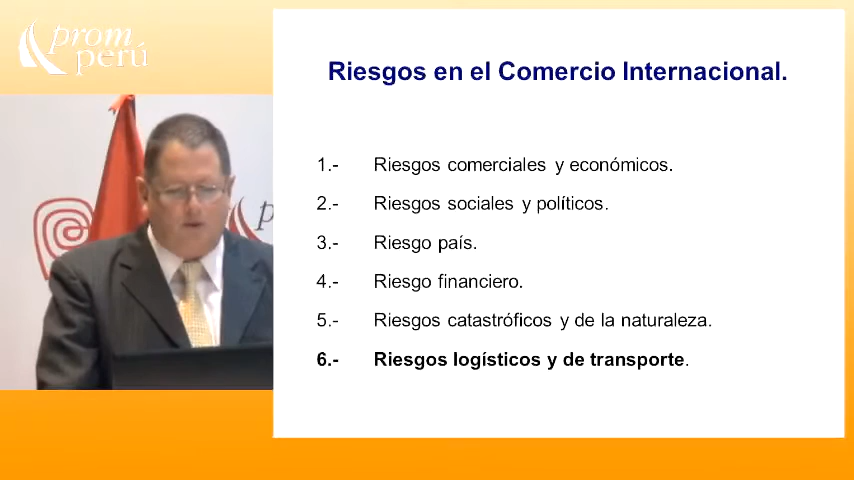 prom
perú
Riesgos en el Comercio Internacional.
1.- Riesgos comerciales y económicos.
2.- Riesgos sociales y políticos.
3.- Riesgo país.
4.- Riesgo financiero.
5.- Riesgos catastróficos y de la naturaleza.
6.- Riesgos logísticos y de transporte.